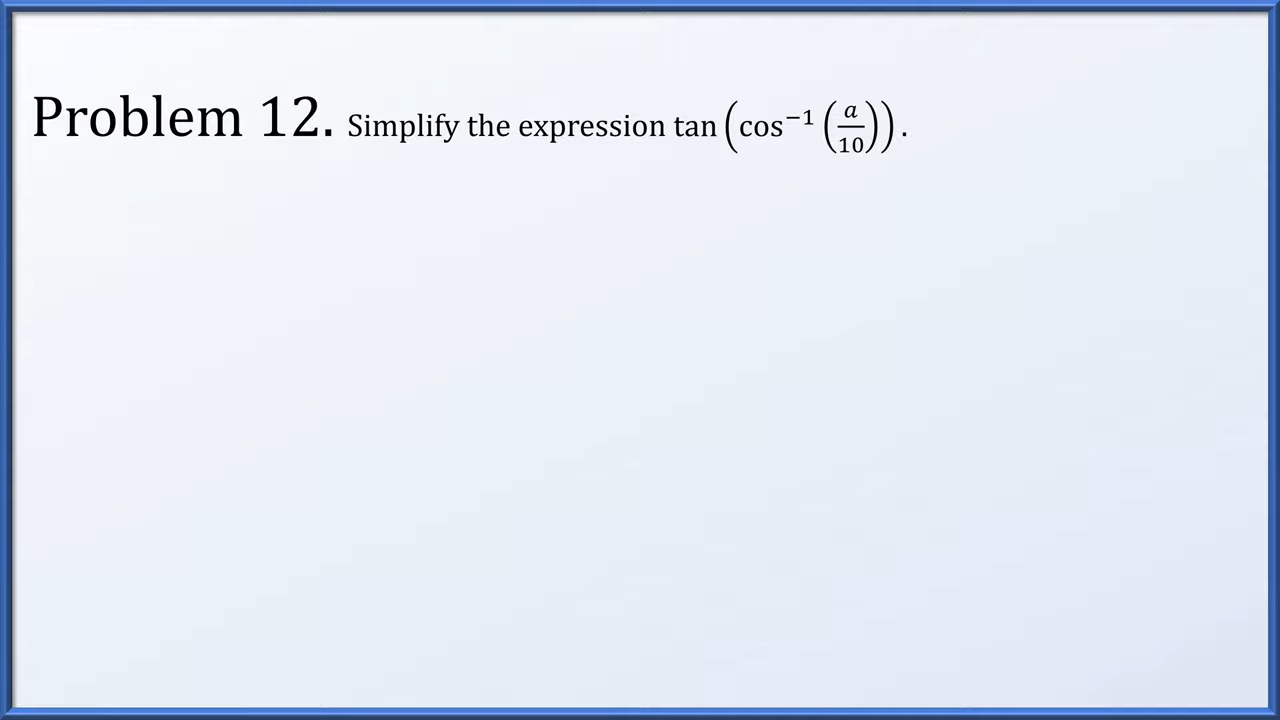 Problem 12. Simplify the expression tan (cos⁻¹ (a/10)).